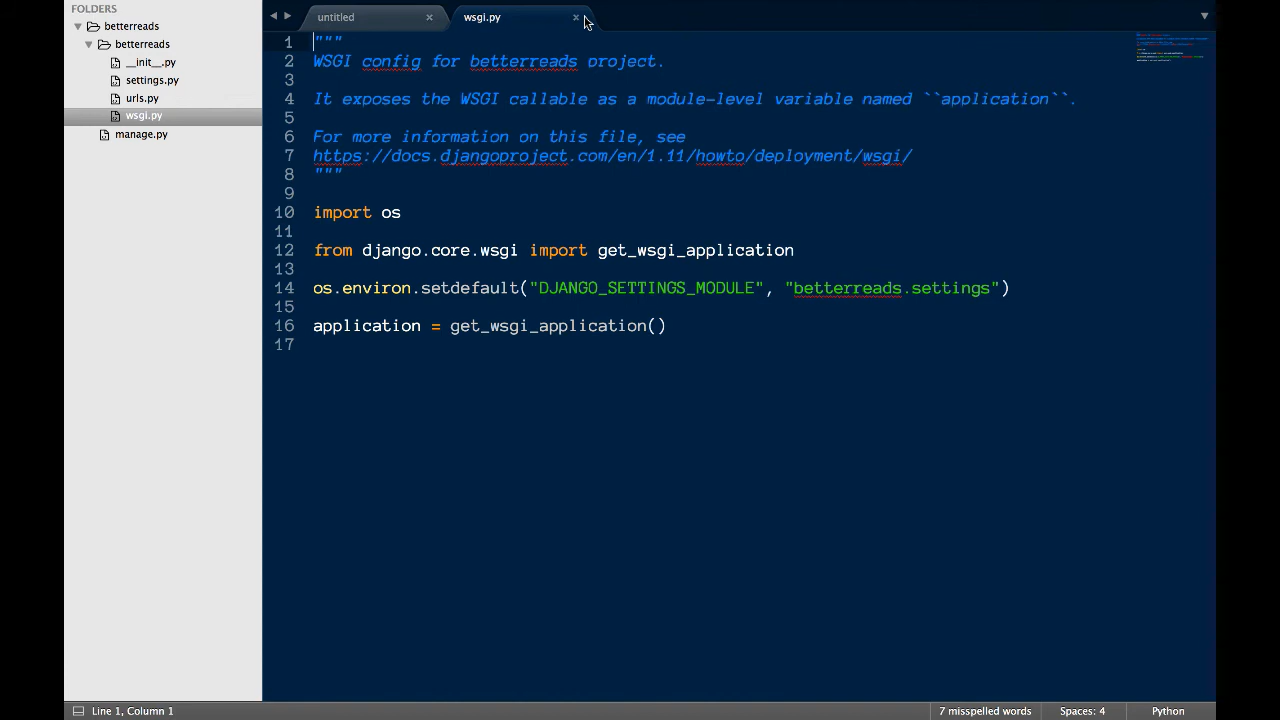 FOLDERS
betterreads
betterreads
__init__.py
settings.py
urls.py
wsgi.py
manage.py
untitled
wsgi.py
1 """
2 WSGI config for betterreads project.
3
4 It exposes the WSGI callable as a module-level variable named ``application``.
5
6 For more information on this file, see
7 https://docs.djangoproject.com/en/1.11/howto/deployment/wsgi/
8 """
9
10 import os
11
12 from django.core.wsgi import get_wsgi_application
13
14 os.environ.setdefault("DJANGO_SETTINGS_MODULE", "betterreads.settings")
15
16 application = get_wsgi_application()
17
Line 1, Column 1
7 misspelled words
Spaces: 4
Python